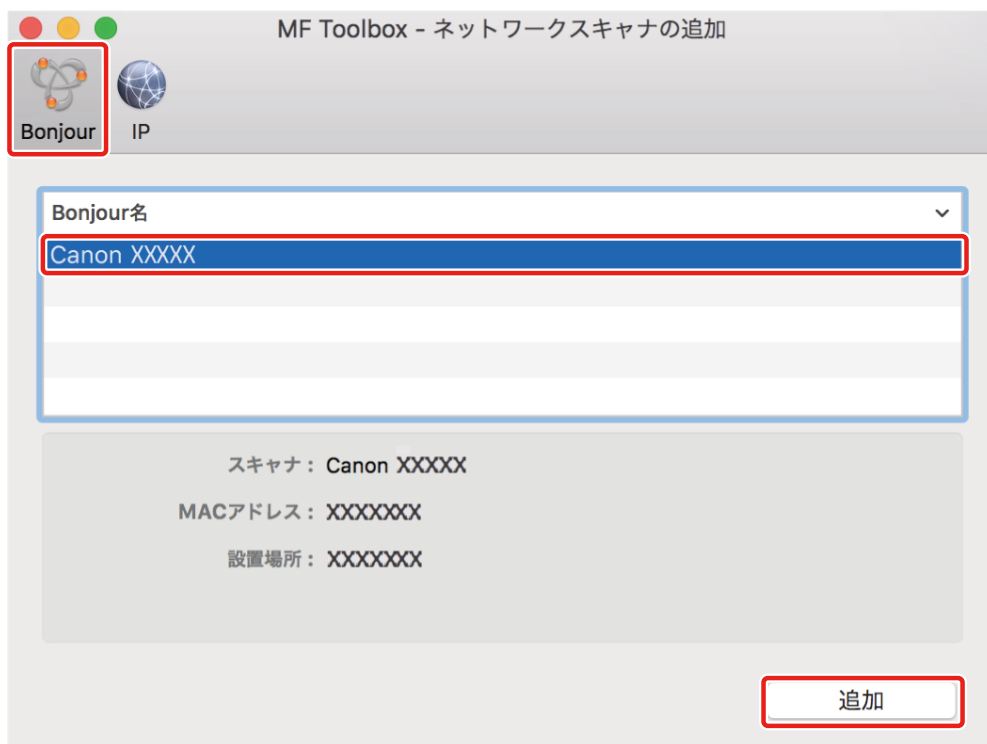 MF Toolbox - ネットワークスキャナの追加
Bonjour IP
Bonjour名
Canon XXXXX
スキャナ： Canon XXXXX
MACアドレス： XXXXXXX
設置場所： XXXXXXX
追加